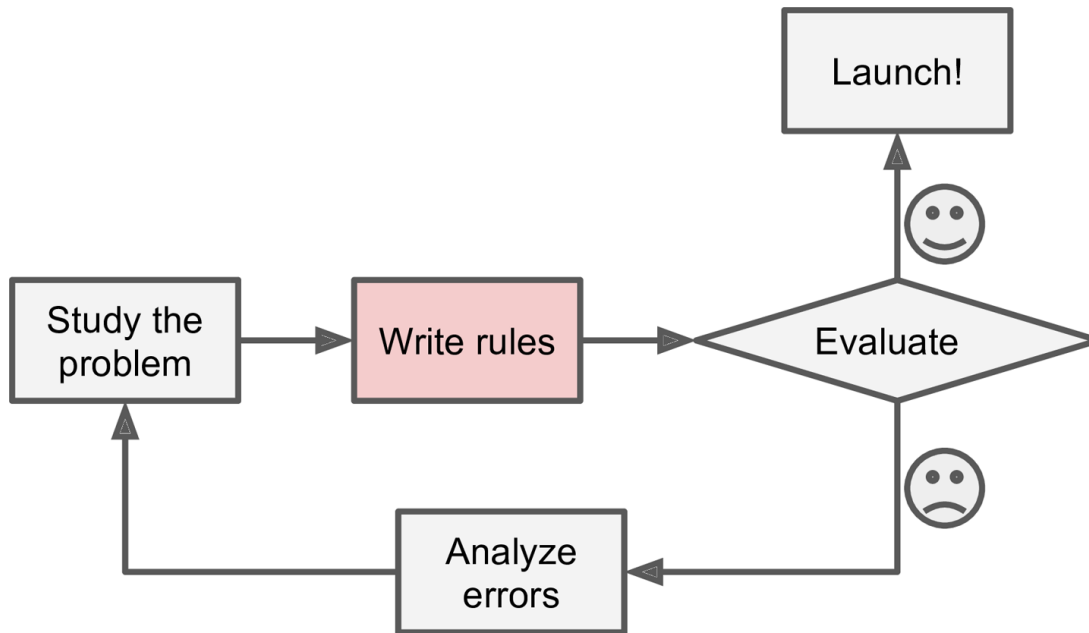 Launch!
Study the
problem
Write rules
Evaluate
Analyze
errors